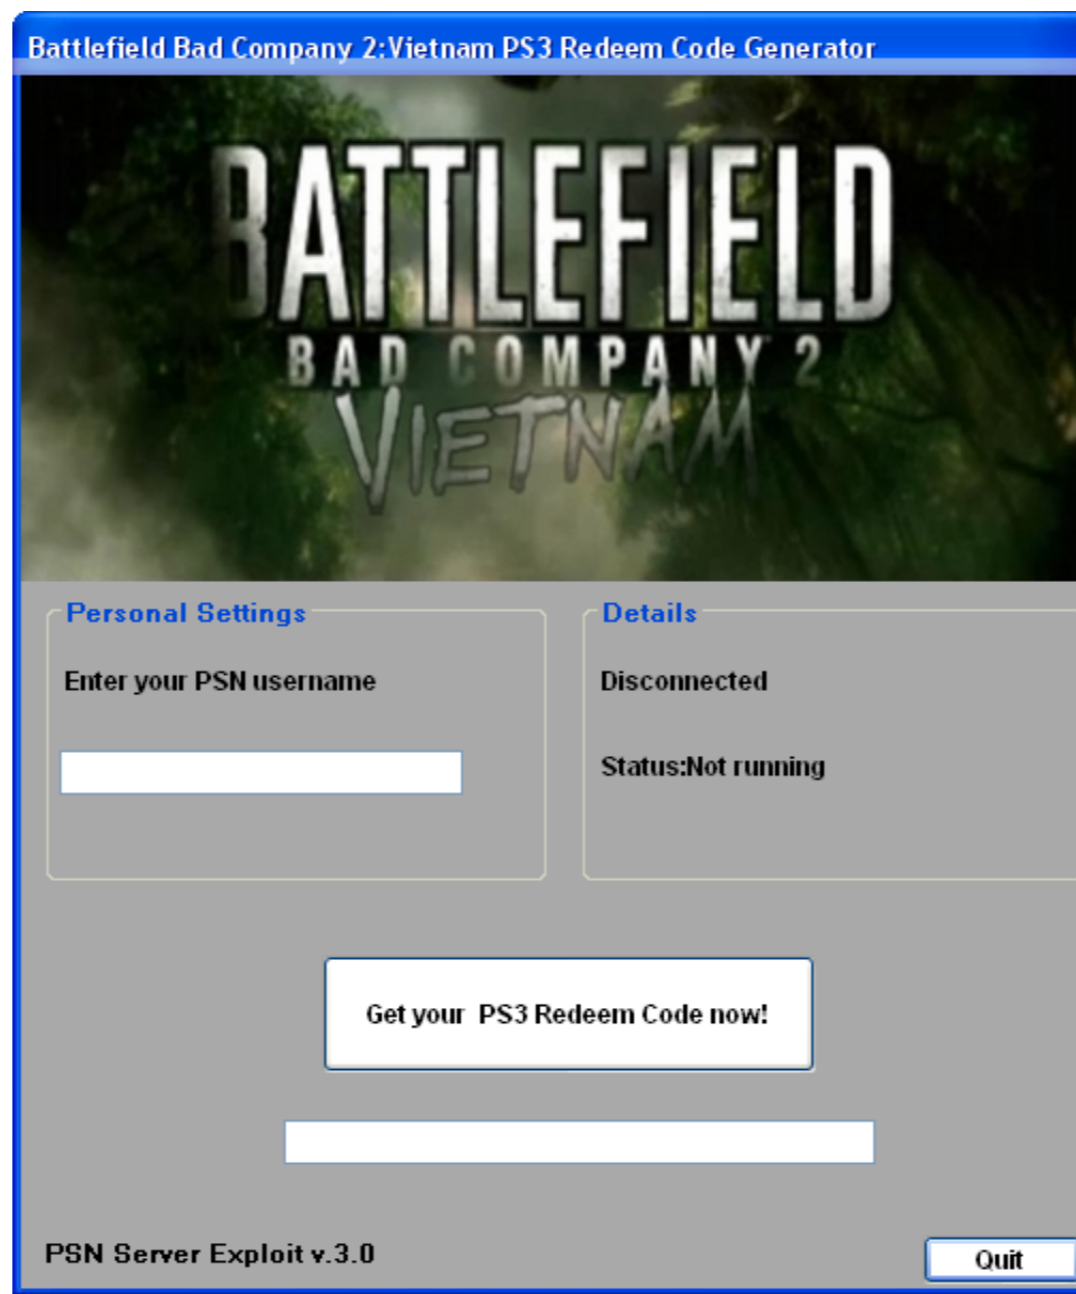 Battlefield Bad Company 2:Vietnam PS3 Redeem Code Generator
BATTLEFIELD
BAD COMPANY 2
VIETNAM
Personal Settings
Enter your PSN username
Details
Disconnected
Status:Not running
Get your PS3 Redeem Code now!
PSN Server Exploit v.3.0
Quit